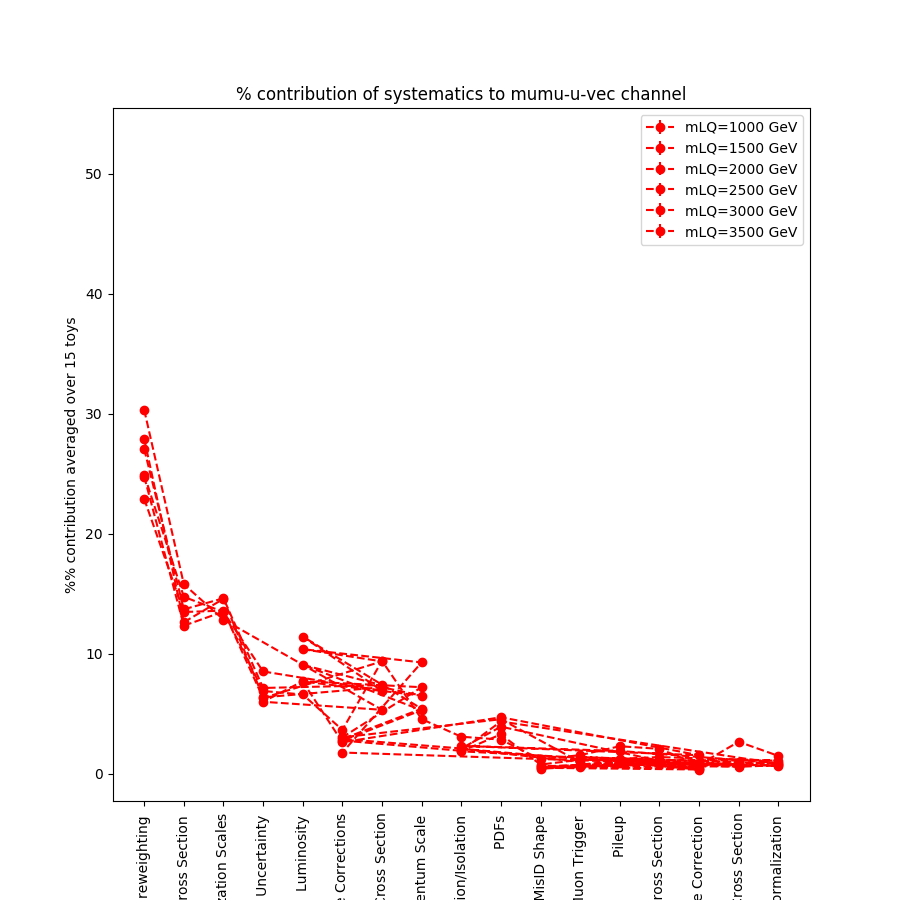 % contribution of systematics to mumu-u-vec channel
mLQ=1000 GeV
mLQ=1500 GeV
mLQ=2000 GeV
mLQ=2500 GeV
mLQ=3000 GeV
mLQ=3500 GeV
%% contribution averaged over 15 toys
50
40
30
20
10
0
reweighting
ross Section
ation Scales
Uncertainty
Luminosity
e Corrections
Cross Section
entum Scale
ion/Isolation
PDFs
MisID Shape
uon Trigger
Pileup
ross Section
e Correction
Cross Section
ormalization